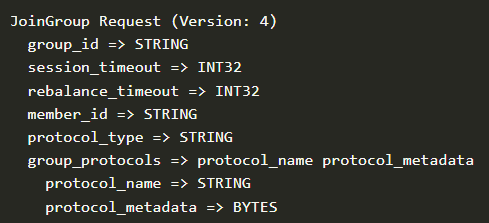 JoinGroup Request (Version: 4)
group_id => STRING
session_timeout => INT32
rebalance_timeout => INT32
member_id => STRING
protocol_type => STRING
group_protocols => protocol_name protocol_metadata
protocol_name => STRING
protocol_metadata => BYTES